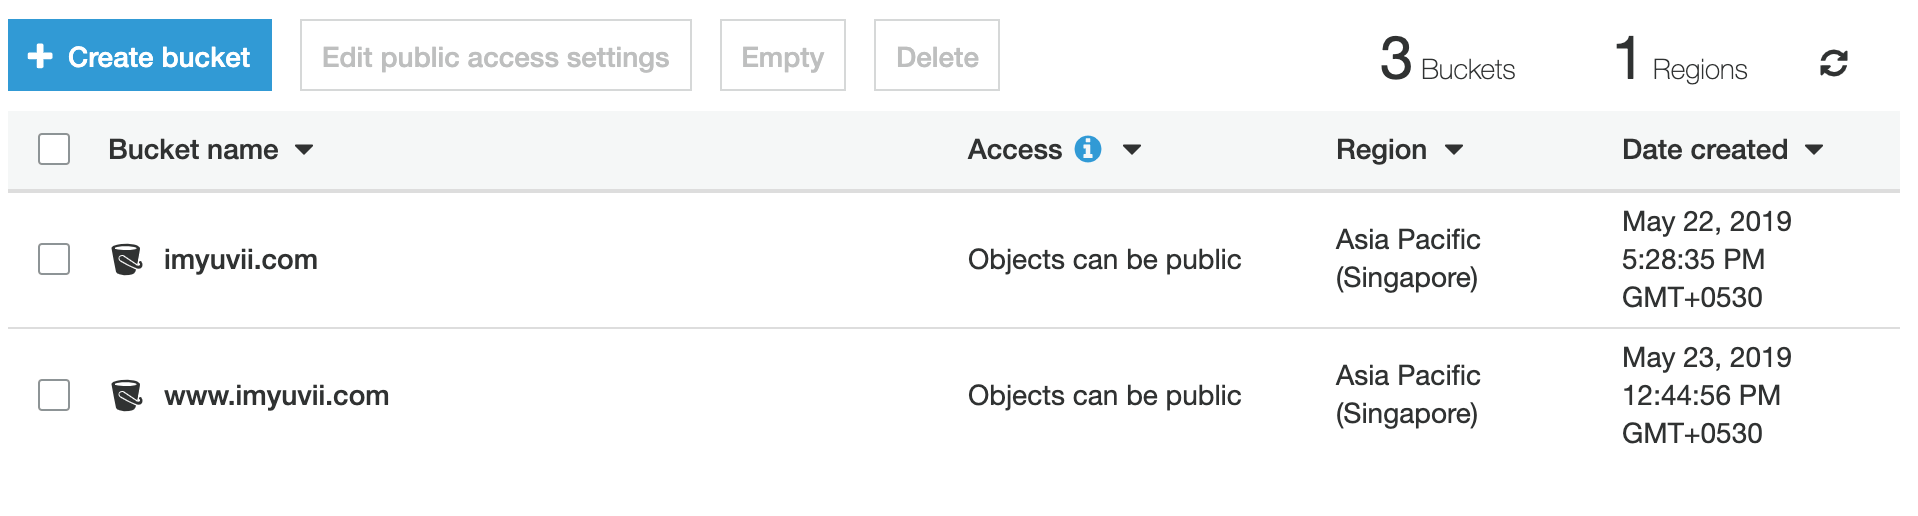 Create bucket Edit public access settings Empty Delete 3 Buckets 1 Regions
Bucket name Access Region Date created
imyuvii.com Objects can be public Asia Pacific
(Singapore) May 22, 2019
5:28:35 PM
GMT+0530
www.imyuvii.com Objects can be public Asia Pacific
(Singapore) May 23, 2019
12:44:56 PM
GMT+0530